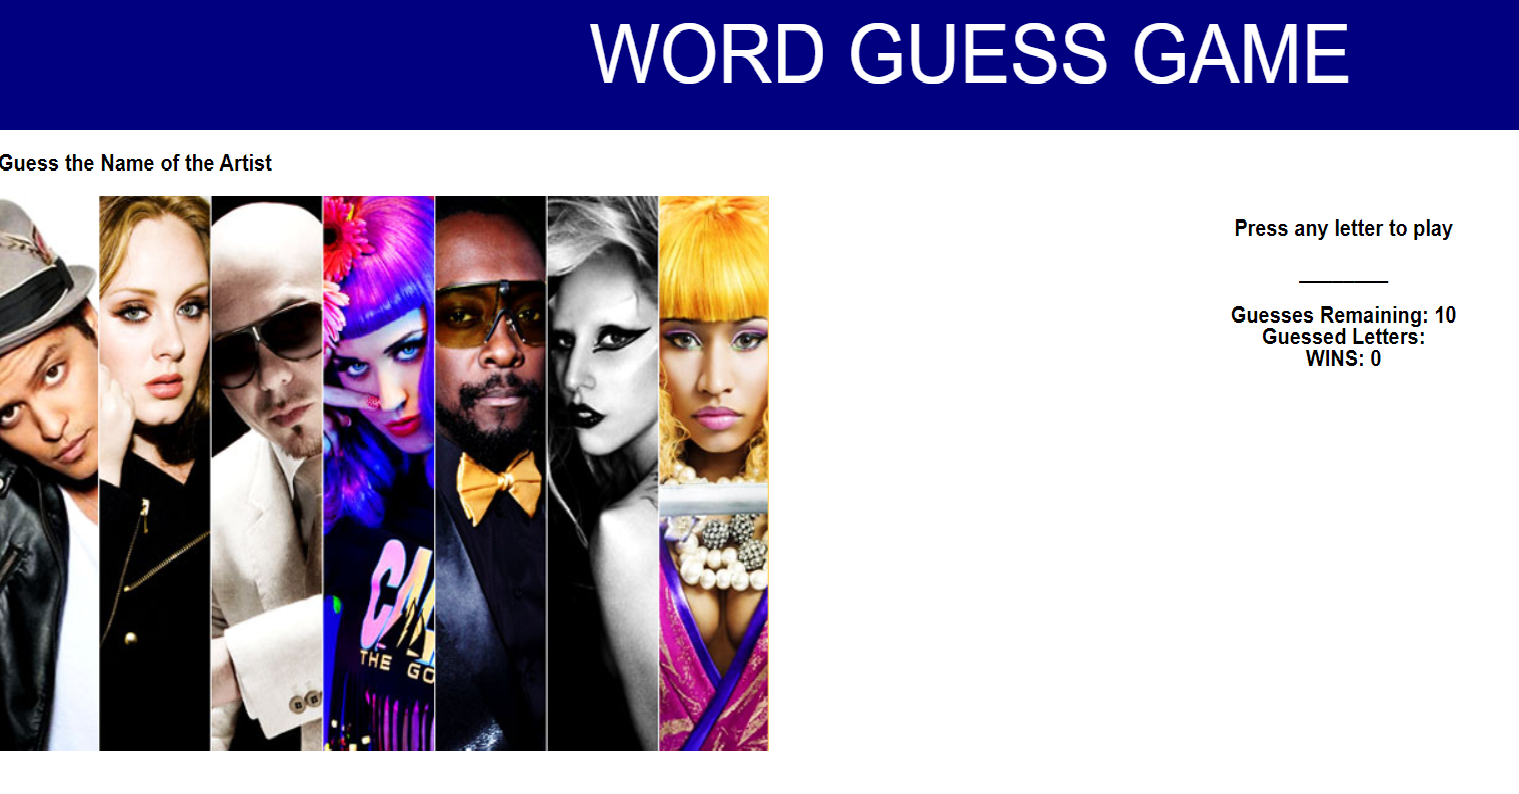 WORD GUESS GAME
Guess the Name of the Artist
Press any letter to play
________
Guesses Remaining: 10
Guessed Letters:
WINS: 0
THE GO